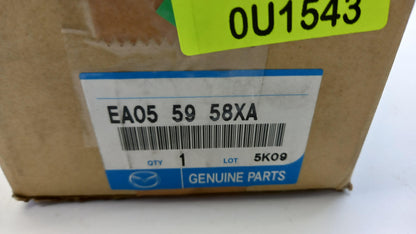 0U1543
EA05 59 58XA
QTY 1 LOT 5K09
GENUINE PARTS